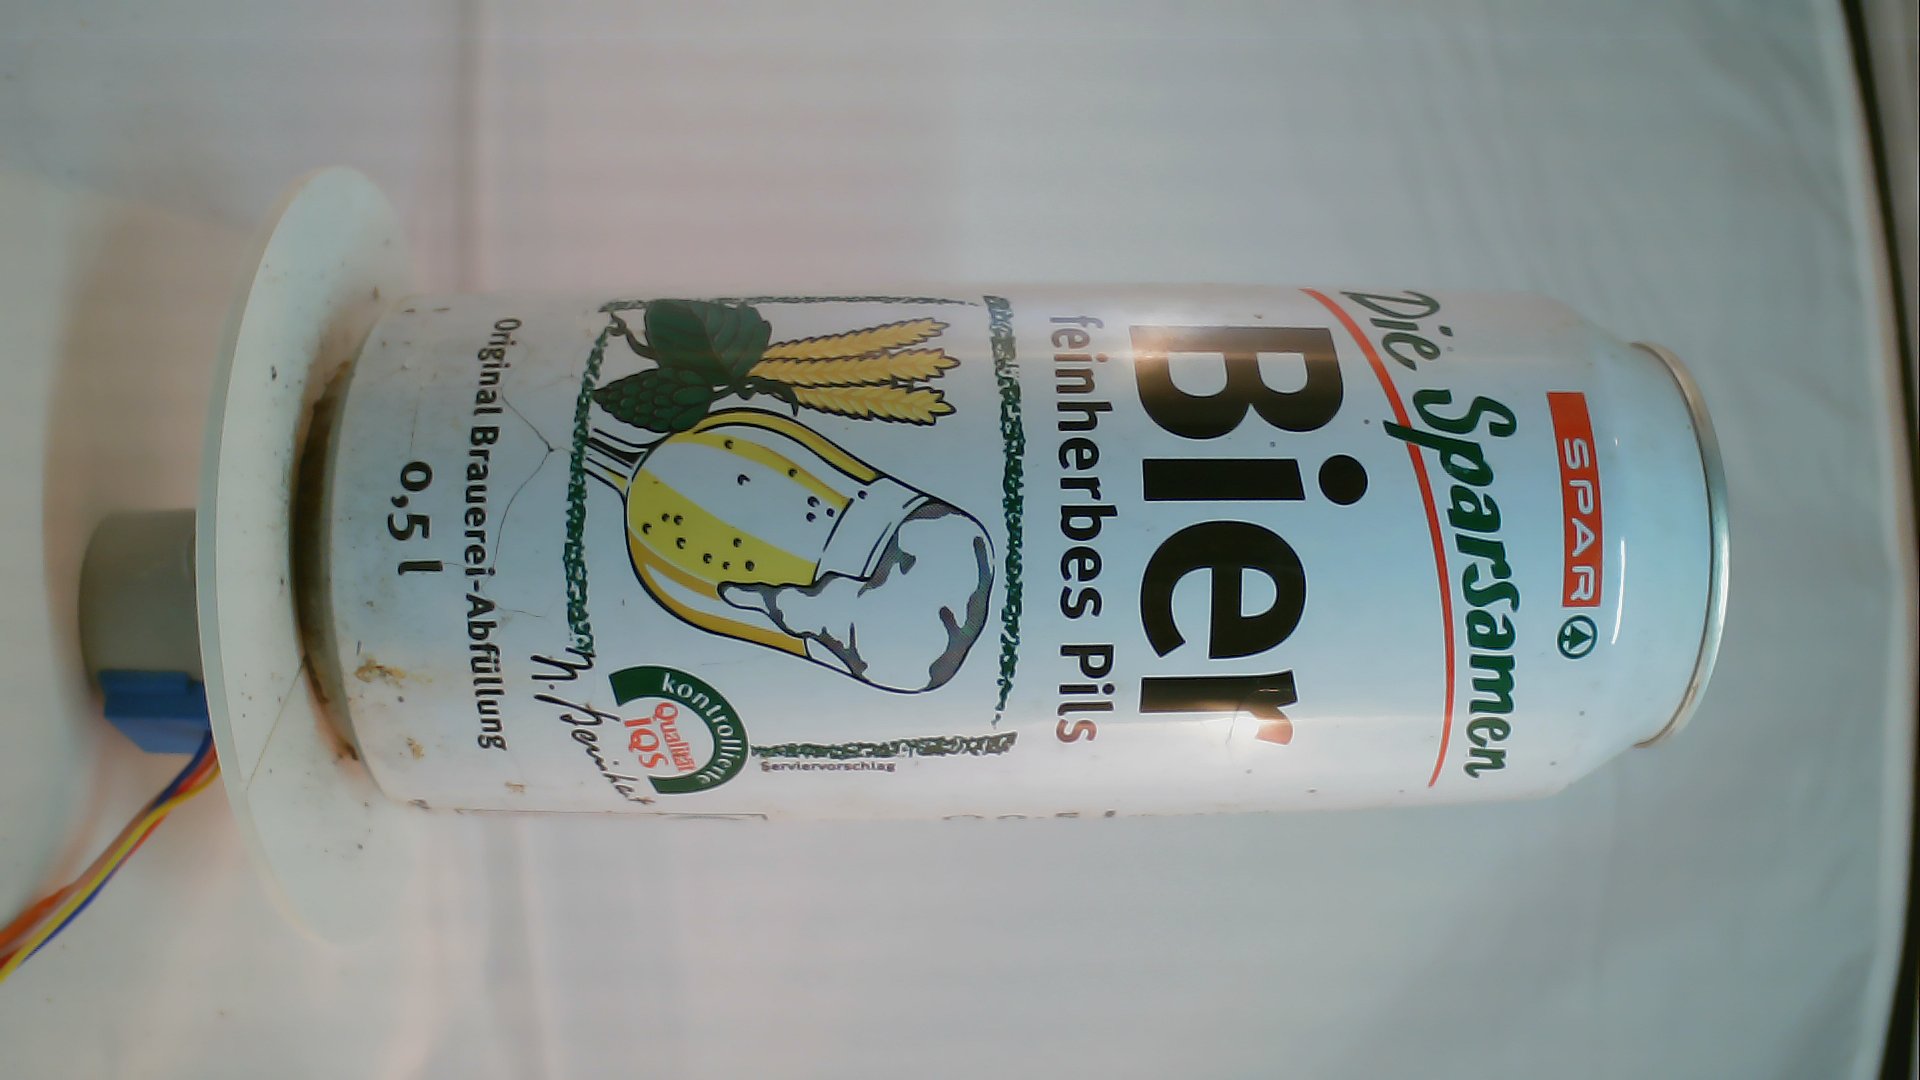 SPAR
Die Sparsamen
Bier
feinherbes Pils
Serviervorschlag
kontrollierte
Qualität
IQS
Original Brauerei-Abfüllung
0,5 l